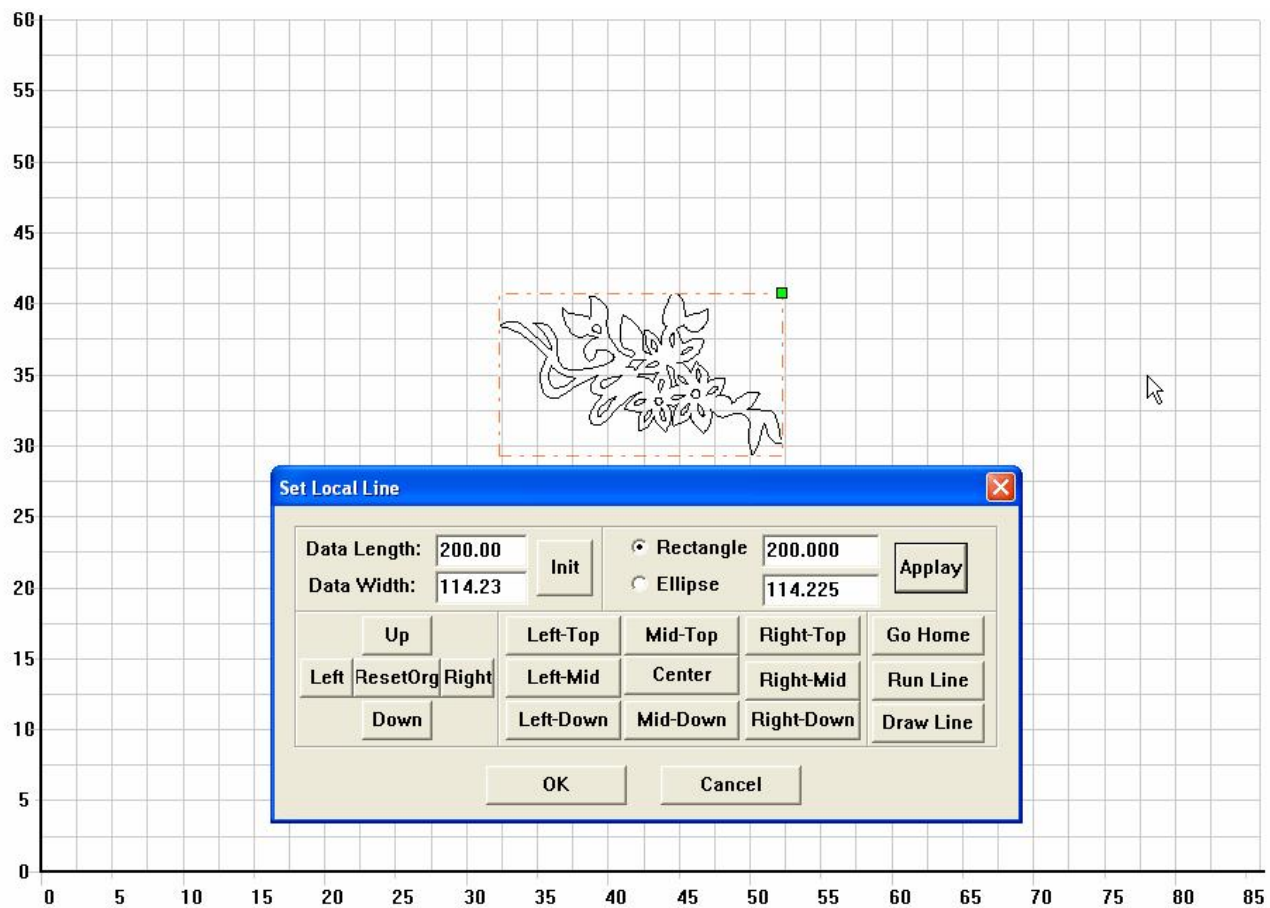 60
55
50
45
40
35
30
25
20
15
10
5
0
Set Local Line
Data Length: 200.00
Data Width: 114.23
Init
Rectangle 200.000
Ellipse 114.225
Applay
Up
Left ResetOrg Right
Down
Left-Top Mid-Top Right-Top
Left-Mid Center Right-Mid
Left-Down Mid-Down Right-Down
Go Home
Run Line
Draw Line
OK Cancel
0 5 10 15 20 25 30 35 40 45 50 55 60 65 70 75 80 85